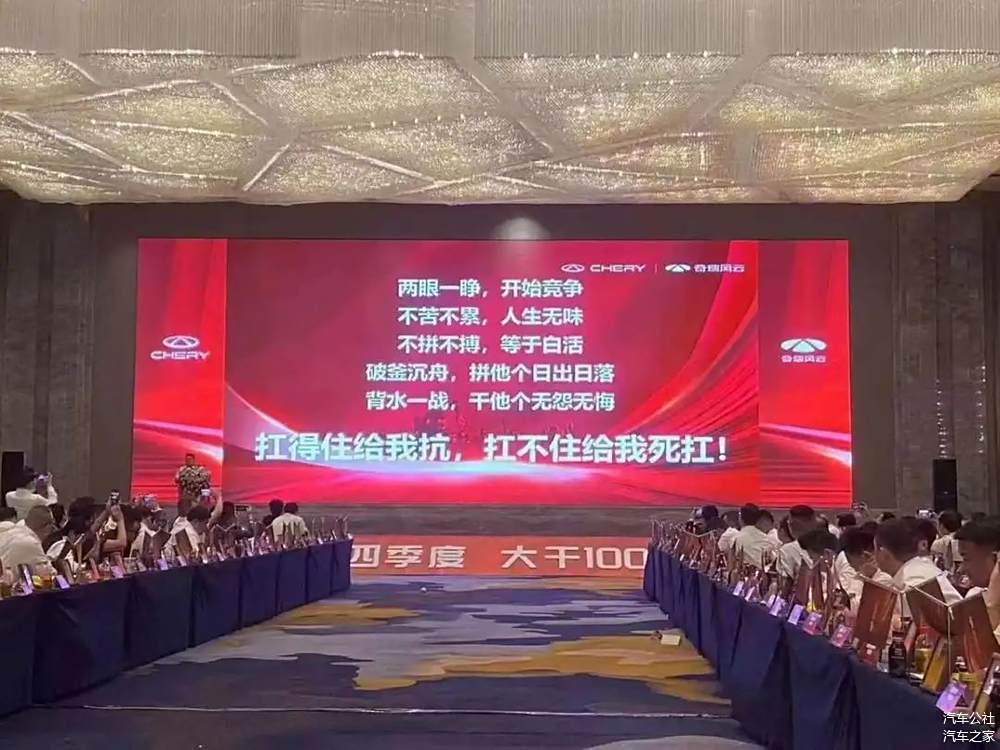 CHERY 奇瑞风云
两眼一睁，开始竞争
不苦不累，人生无味
不拼不搏，等于白活
破釜沉舟，拼他个日出日落
背水一战，干他个无怨无悔
扛得住给我抗，扛不住给我死扛！
CHERY
奇瑞风云
四季度 大干100
汽车公社
汽车之家